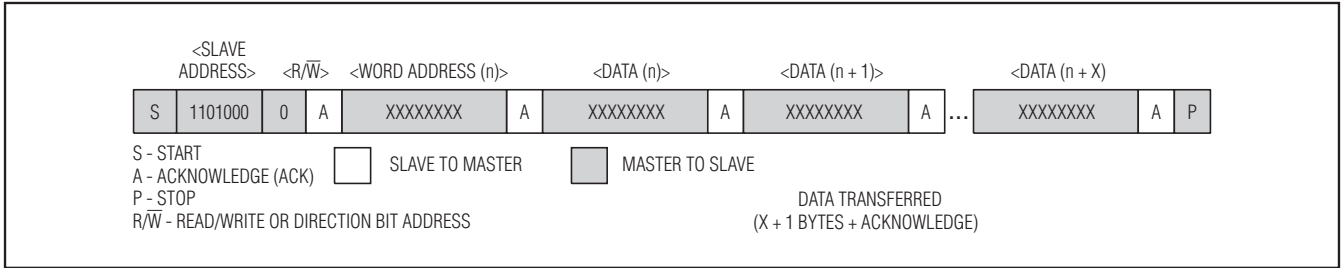 <SLAVE
ADDRESS> <R/W̅> <WORD ADDRESS (n)> <DATA (n)> <DATA (n + 1)> <DATA (n + X)
S 1101000 0 A XXXXXXXX A XXXXXXXX A XXXXXXXX A ... XXXXXXXX A P
S - START
A - ACKNOWLEDGE (ACK) SLAVE TO MASTER MASTER TO SLAVE
P - STOP DATA TRANSFERRED
R/W̅ - READ/WRITE OR DIRECTION BIT ADDRESS (X + 1 BYTES + ACKNOWLEDGE)